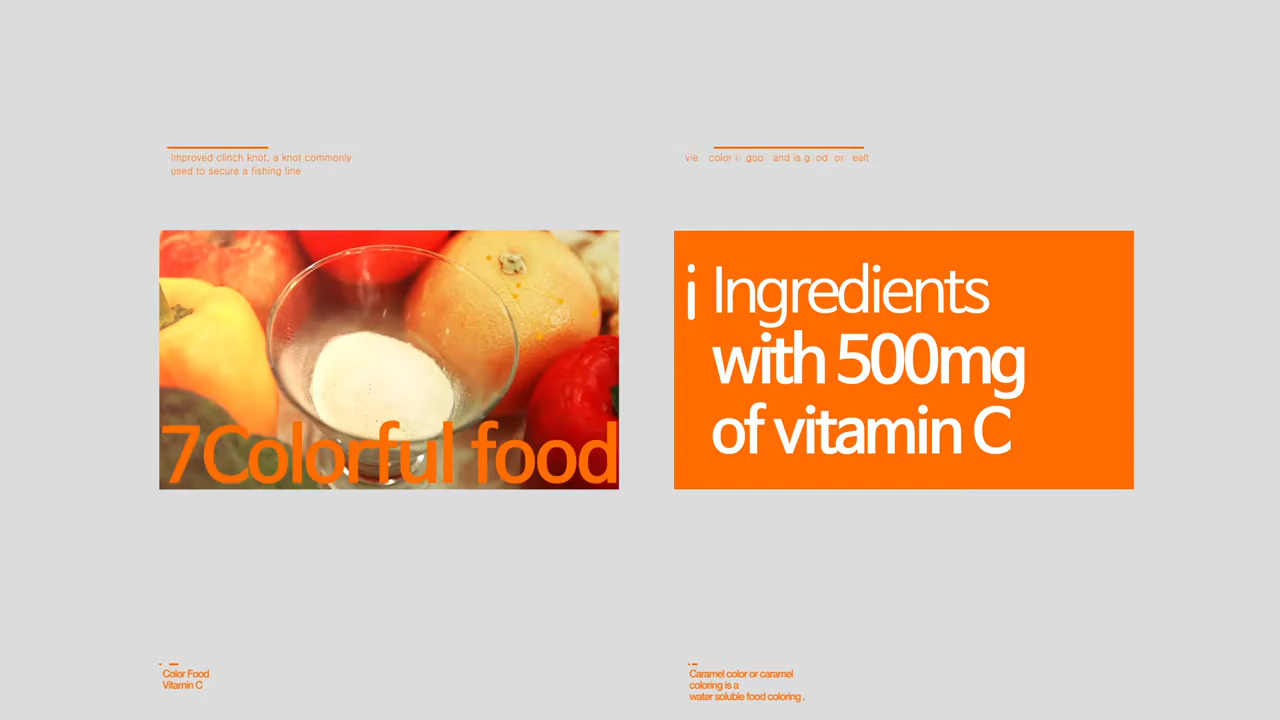 Improved clinch knot, a knot commonly
used to secure a fishing line
color and is
7Colorful food
i Ingredients
with 500mg
of vitamin C
Color Food
Vitamin C
Caramel color or caramel
coloring is a
water soluble food coloring .